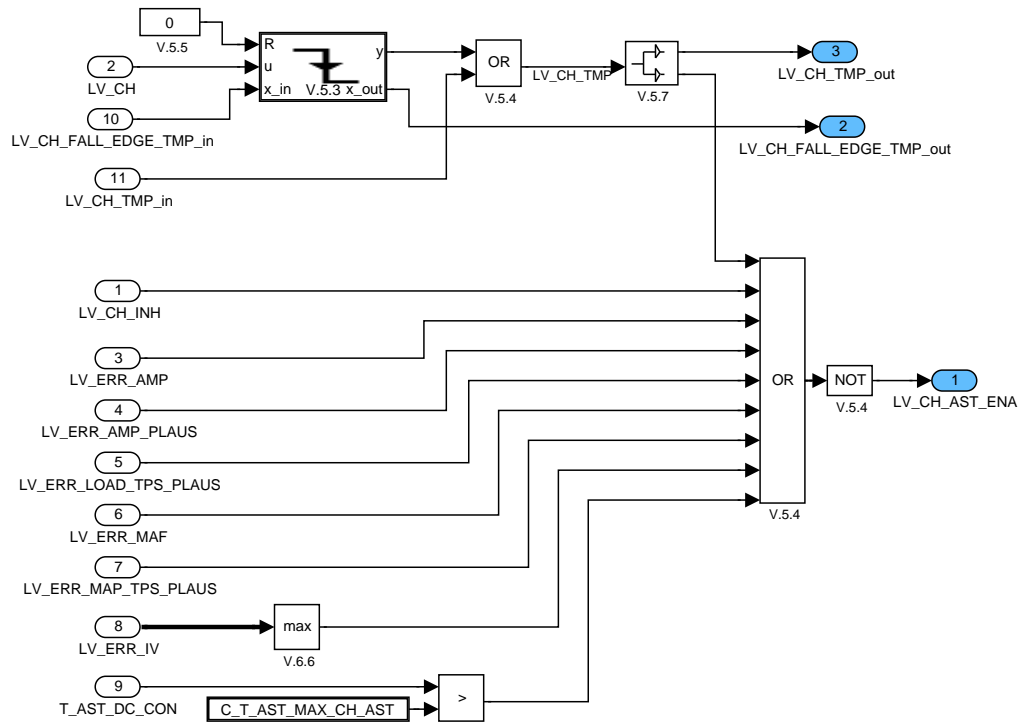 0
V.5.5
R
y
u
x_in
V.5.3
x_out
2
LV_CH
10
LV_CH_FALL_EDGE_TMP_in
11
LV_CH_TMP_in
OR
V.5.4
LV_CH_TMP
V.5.7
3
LV_CH_TMP_out
2
LV_CH_FALL_EDGE_TMP_out
1
LV_CH_INH
3
LV_ERR_AMP
4
LV_ERR_AMP_PLAUS
5
LV_ERR_LOAD_TPS_PLAUS
6
LV_ERR_MAF
7
LV_ERR_MAP_TPS_PLAUS
8
LV_ERR_IV
max
V.6.6
9
T_AST_DC_CON
C_T_AST_MAX_CH_AST
>
OR
V.5.4
NOT
V.5.4
1
LV_CH_AST_ENA